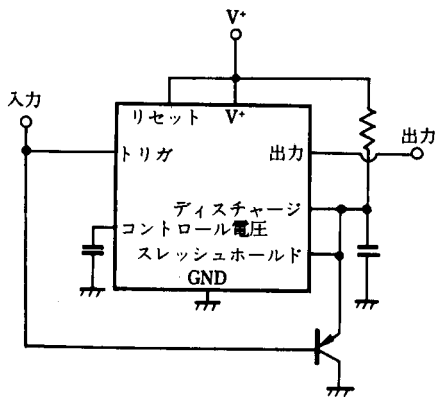 V⁺
入力
リセット
V⁺
トリガ
出力
出力
ディスチャージ
コントロール電圧
スレッシュホールド
GND